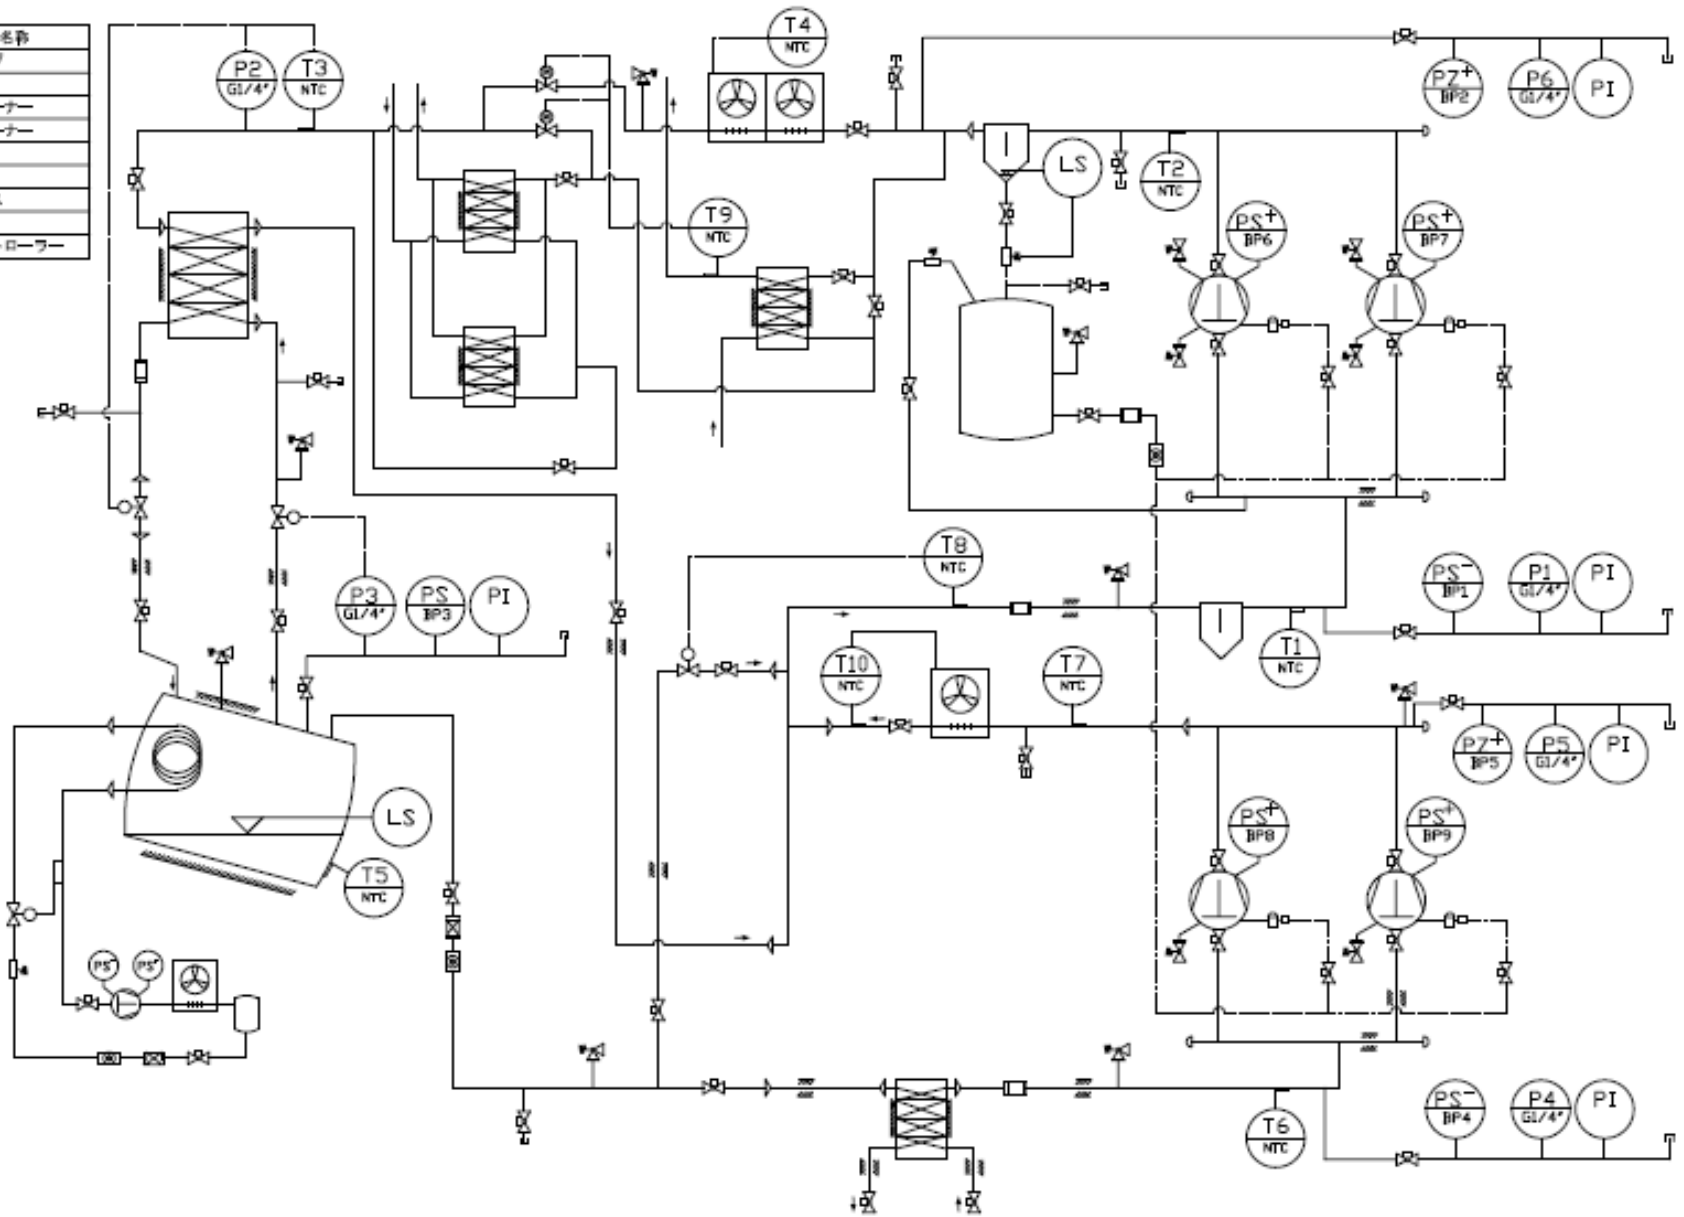 名称
ナー
ナー
ローラー
P2
G1/4"
T3
NTC
T4
NTC
PZ+
BP2
P6
G1/4"
PI
LS
T2
NTC
T9
NTC
PS+
BP6
PS+
BP7
T8
NTC
P3
G1/4"
PS
BP3
PI
PS-
BP1
P1
G1/4"
PI
T1
NTC
T10
NTC
T7
NTC
PZ+
BP5
P5
G1/4"
PI
LS
T5
NTC
PS+
BP8
PS+
BP9
PS-
PS+
T6
NTC
PS-
BP4
P4
G1/4"
PI